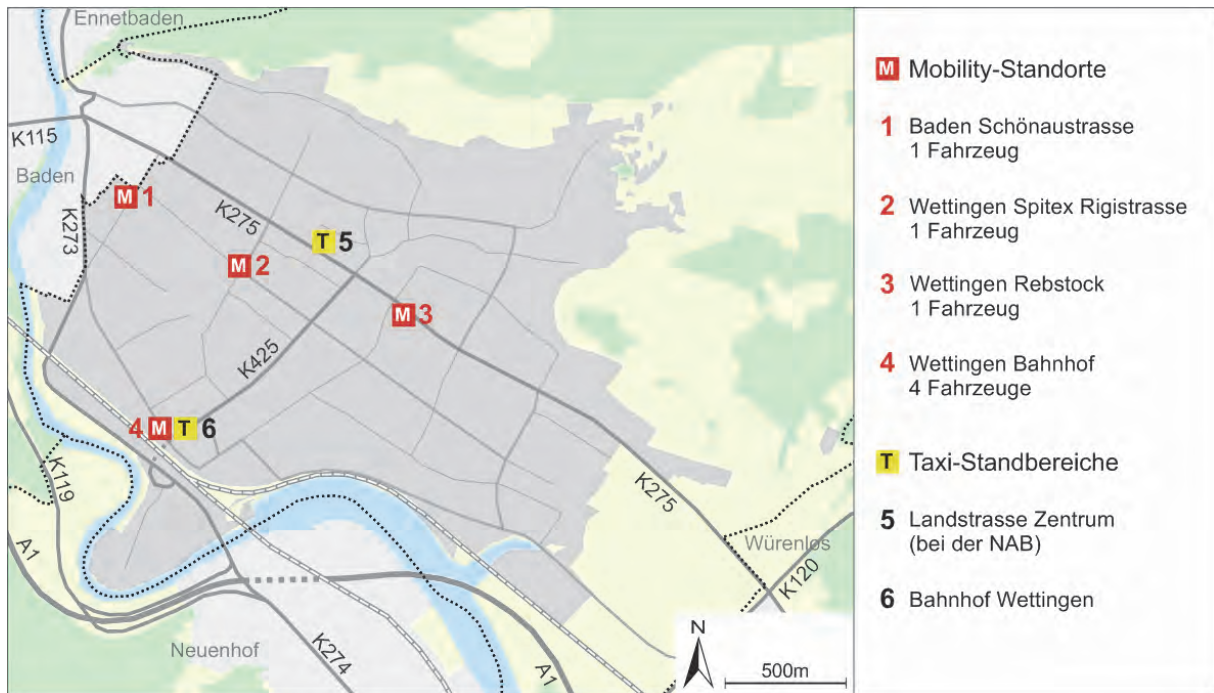 Ennetbaden
K115
Baden
K273
M 1
K275
T 5
M 2
M 3
K425
4 M T 6
K119
A1
K275
Würenlos
K120
Neuenhof
K274
A1
N
500m
M Mobility-Standorte
1 Baden Schönaustrasse
1 Fahrzeug
2 Wettingen Spitex Rigistrasse
1 Fahrzeug
3 Wettingen Rebstock
1 Fahrzeug
4 Wettingen Bahnhof
4 Fahrzeuge
T Taxi-Standbereiche
5 Landstrasse Zentrum
(bei der NAB)
6 Bahnhof Wettingen